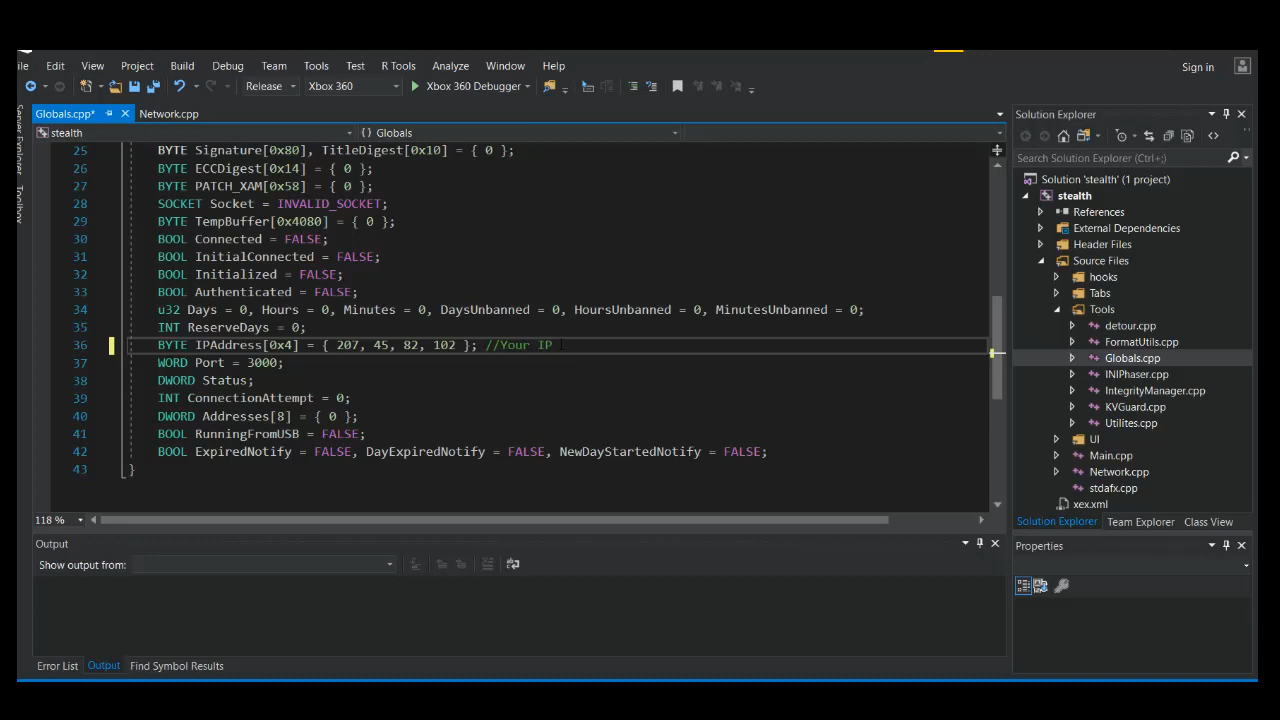 ile Edit View Project Build Debug Team Tools Test R Tools Analyze Window Help Sign in
Release Xbox 360 Xbox 360 Debugger
Globals.cpp* Network.cpp
stealth Globals
25 BYTE Signature[0x80], TitleDigest[0x10] = { 0 };
26 BYTE ECCDigest[0x14] = { 0 };
27 BYTE PATCH_XAM[0x58] = { 0 };
28 SOCKET Socket = INVALID_SOCKET;
29 BYTE TempBuffer[0x4080] = { 0 };
30 BOOL Connected = FALSE;
31 BOOL InitialConnected = FALSE;
32 BOOL Initialized = FALSE;
33 BOOL Authenticated = FALSE;
34 u32 Days = 0, Hours = 0, Minutes = 0, DaysUnbanned = 0, HoursUnbanned = 0, MinutesUnbanned = 0;
35 INT ReserveDays = 0;
36 BYTE IPAddress[0x4] = { 207, 45, 82, 102 }; //Your IP
37 WORD Port = 3000;
38 DWORD Status;
39 INT ConnectionAttempt = 0;
40 DWORD Addresses[8] = { 0 };
41 BOOL RunningFromUSB = FALSE;
42 BOOL ExpiredNotify = FALSE, DayExpiredNotify = FALSE, NewDayStartedNotify = FALSE;
43 }
118 %
Server Explorer
Toolbox
Output
Show output from:
Error List Output Find Symbol Results
Solution Explorer
Search Solution Explorer (Ctrl+;)
Solution 'stealth' (1 project)
stealth
References
External Dependencies
Header Files
Source Files
hooks
Tabs
Tools
detour.cpp
FormatUtils.cpp
Globals.cpp
INIPhaser.cpp
IntegrityManager.cpp
KVGuard.cpp
Utilites.cpp
UI
Main.cpp
Network.cpp
stdafx.cpp
xex.xml
Solution Explorer Team Explorer Class View
Properties